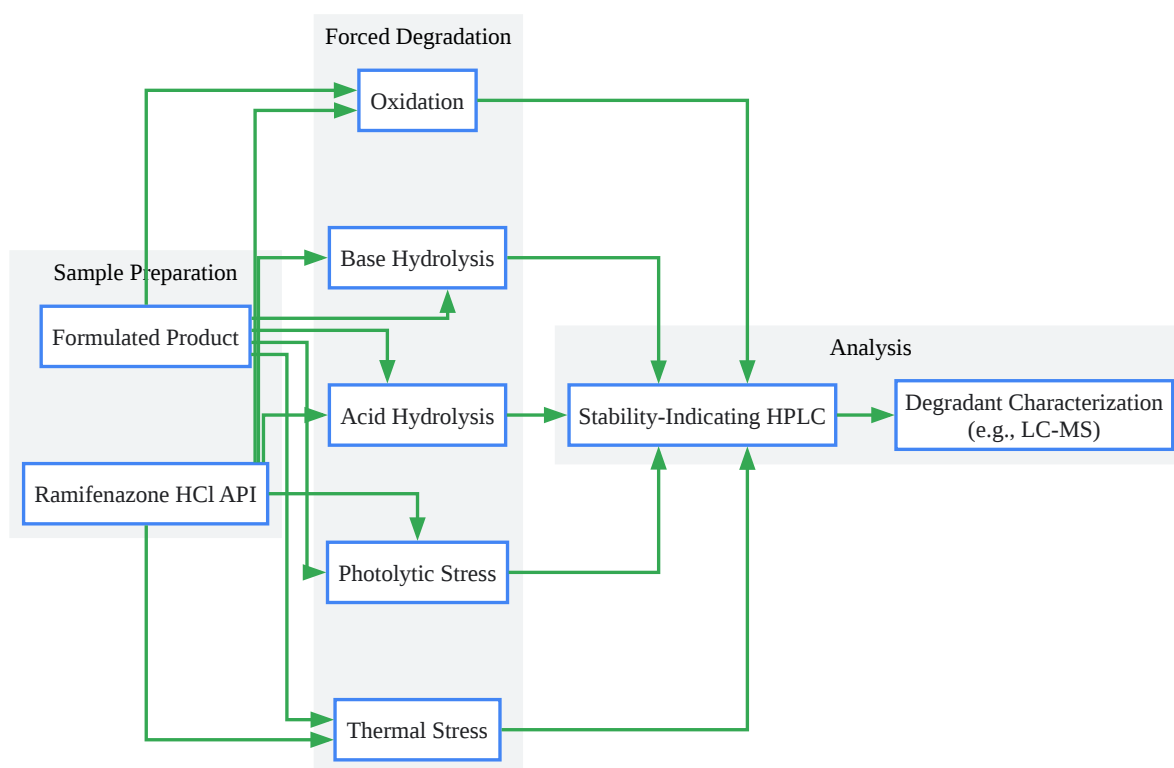 Forced Degradation
Oxidation
Base Hydrolysis
Sample Preparation
Formulated Product
Analysis
Acid Hydrolysis
Stability-Indicating HPLC
Degradant Characterization
(e.g., LC-MS)
Ramifenazone HCl API
Photolytic Stress
Thermal Stress